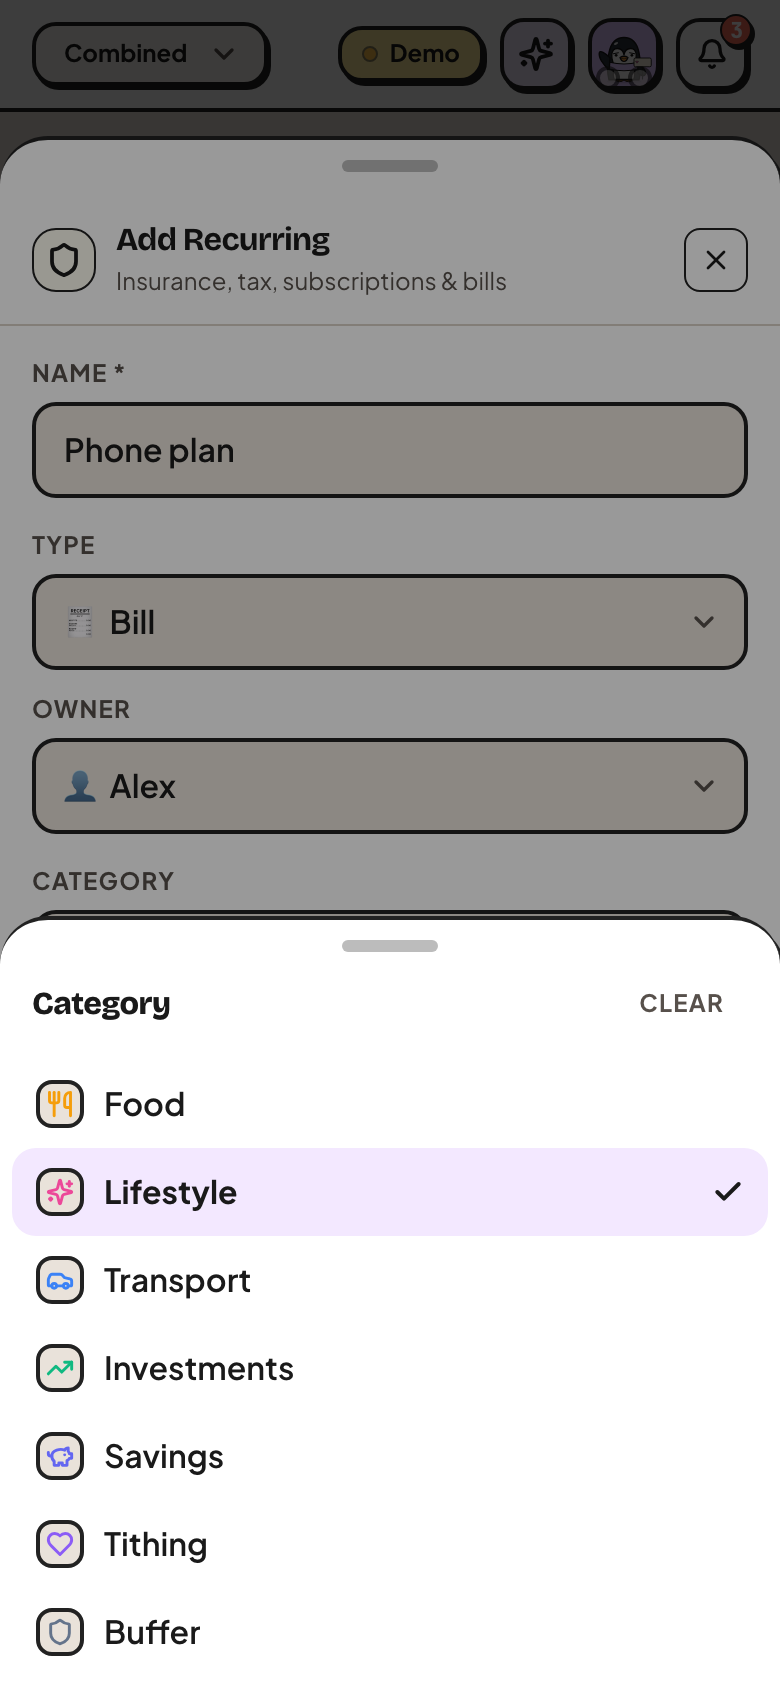 Combined
Demo
3
Add Recurring
Insurance, tax, subscriptions & bills
NAME *
Phone plan
TYPE
RECEIPT
Bill
OWNER
Alex
CATEGORY
Category
CLEAR
Food
Lifestyle
Transport
Investments
Savings
Tithing
Buffer